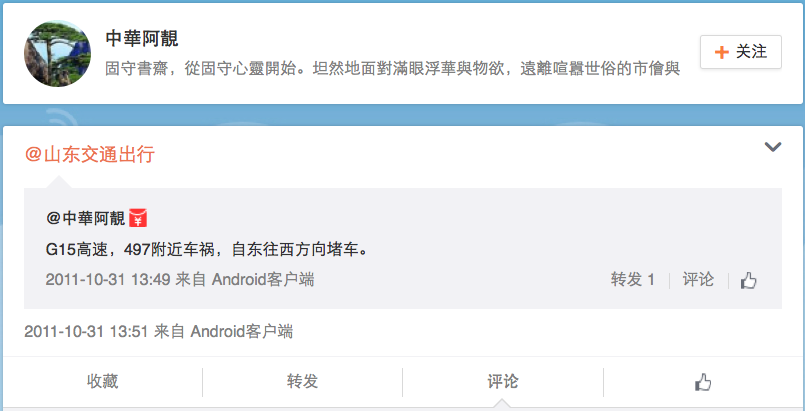 中華阿靚
固守書齋，從固守心靈開始。坦然地面對滿眼浮華與物欲，遠離喧囂世俗的市儈與
+ 关注
@山东交通出行
@中華阿靚
¥
G15高速，497附近车祸，自东往西方向堵车。
2011-10-31 13:49 来自 Android客户端
转发 1 评论
2011-10-31 13:51 来自 Android客户端
收藏 转发 评论